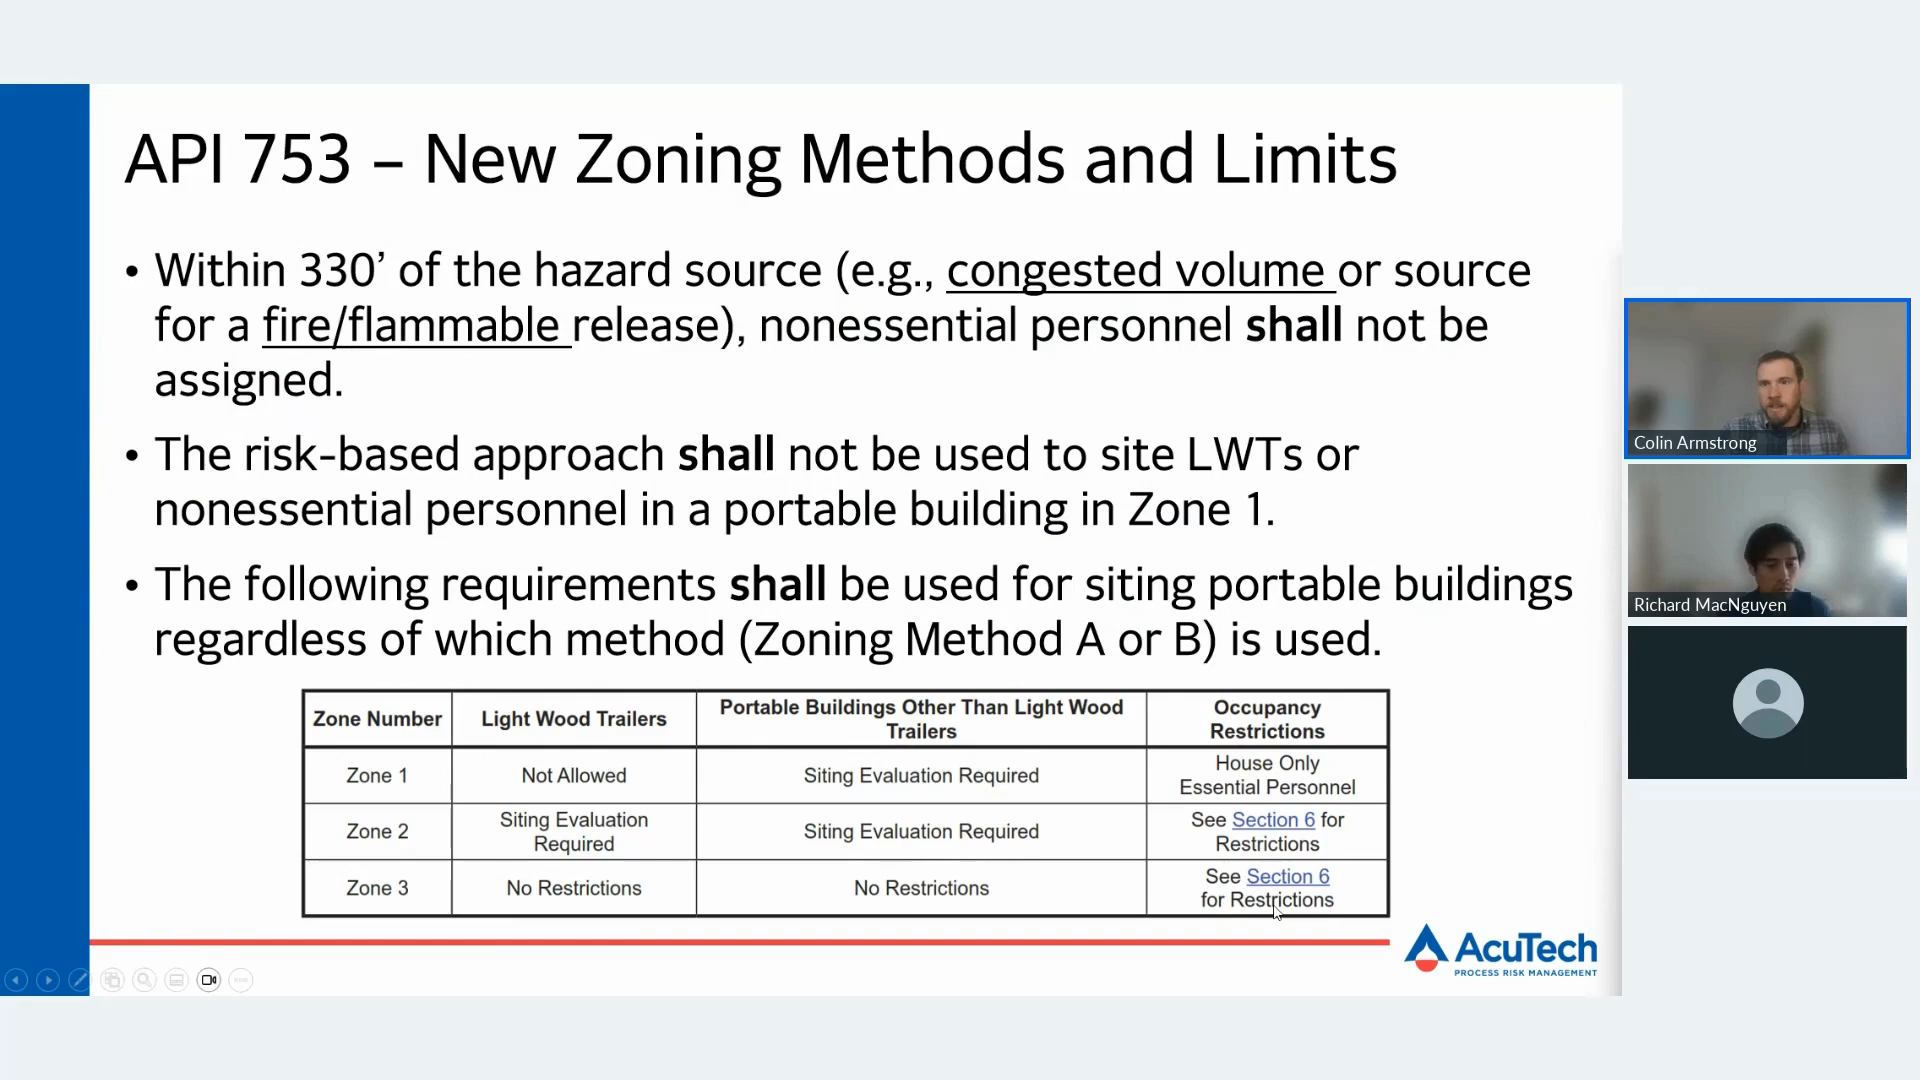 API 753 – New Zoning Methods and Limits
• Within 330’ of the hazard source (e.g., congested volume or source
for a fire/flammable release), nonessential personnel shall not be
assigned.
• The risk-based approach shall not be used to site LWTs or
nonessential personnel in a portable building in Zone 1.
• The following requirements shall be used for siting portable buildings
regardless of which method (Zoning Method A or B) is used.
Zone Number
Light Wood Trailers
Portable Buildings Other Than Light Wood
Trailers
Occupancy
Restrictions
Zone 1
Not Allowed
Siting Evaluation Required
House Only
Essential Personnel
Zone 2
Siting Evaluation
Required
Siting Evaluation Required
See Section 6 for
Restrictions
Zone 3
No Restrictions
No Restrictions
See Section 6
for Restrictions
AcuTech
PROCESS RISK MANAGEMENT
Colin Armstrong
Richard MacNguyen